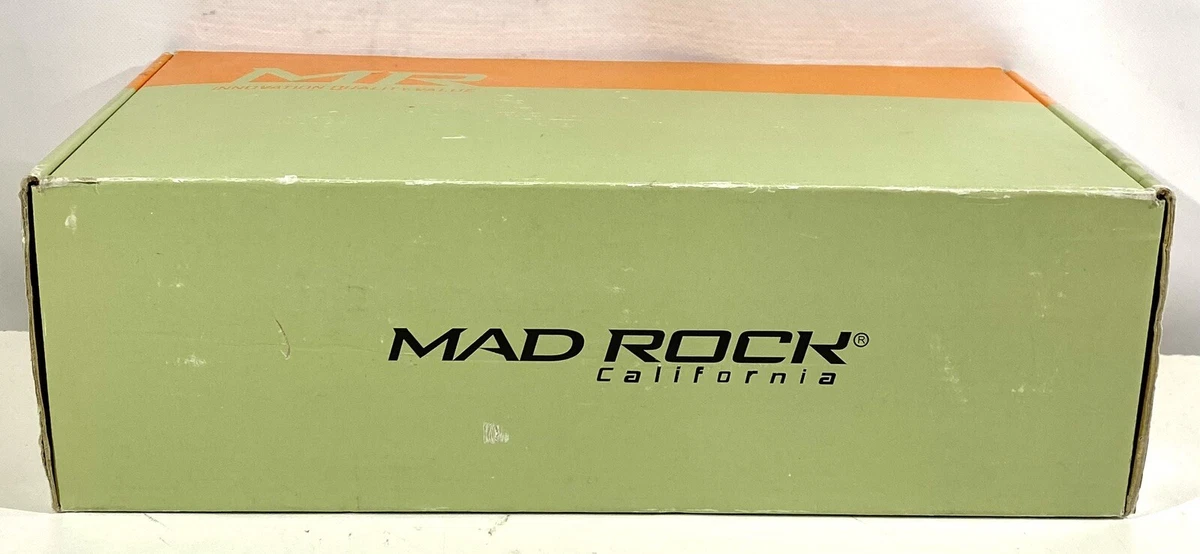 MR
INNOVATION QUALITY VALUE
MAD ROCK®
California